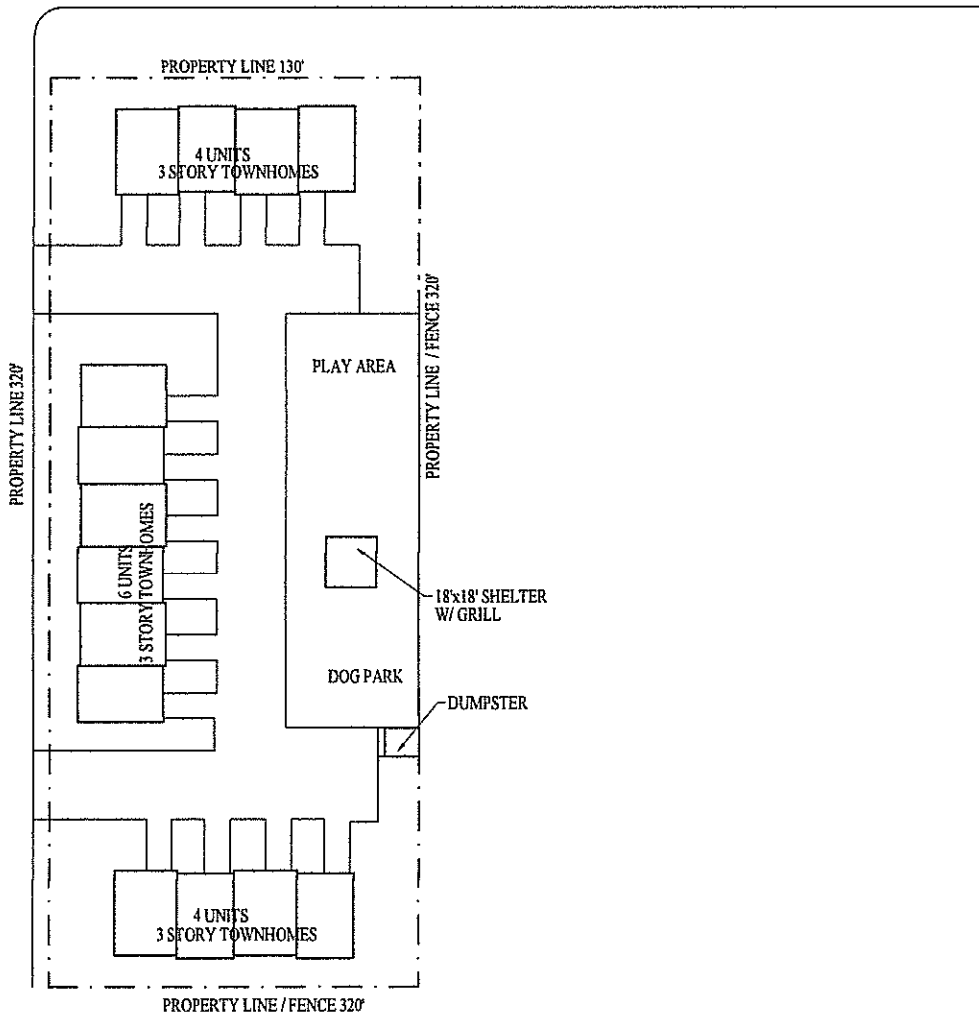 PROPERTY LINE 130'
4 UNITS
3 STORY TOWNHOMES
PROPERTY LINE 320'
PROPERTY LINE / FENCE 320'
PLAY AREA
6 UNITS
3 STORY TOWNHOMES
18'x18' SHELTER
W/ GRILL
DOG PARK
DUMPSTER
4 UNITS
3 STORY TOWNHOMES
PROPERTY LINE / FENCE 320'